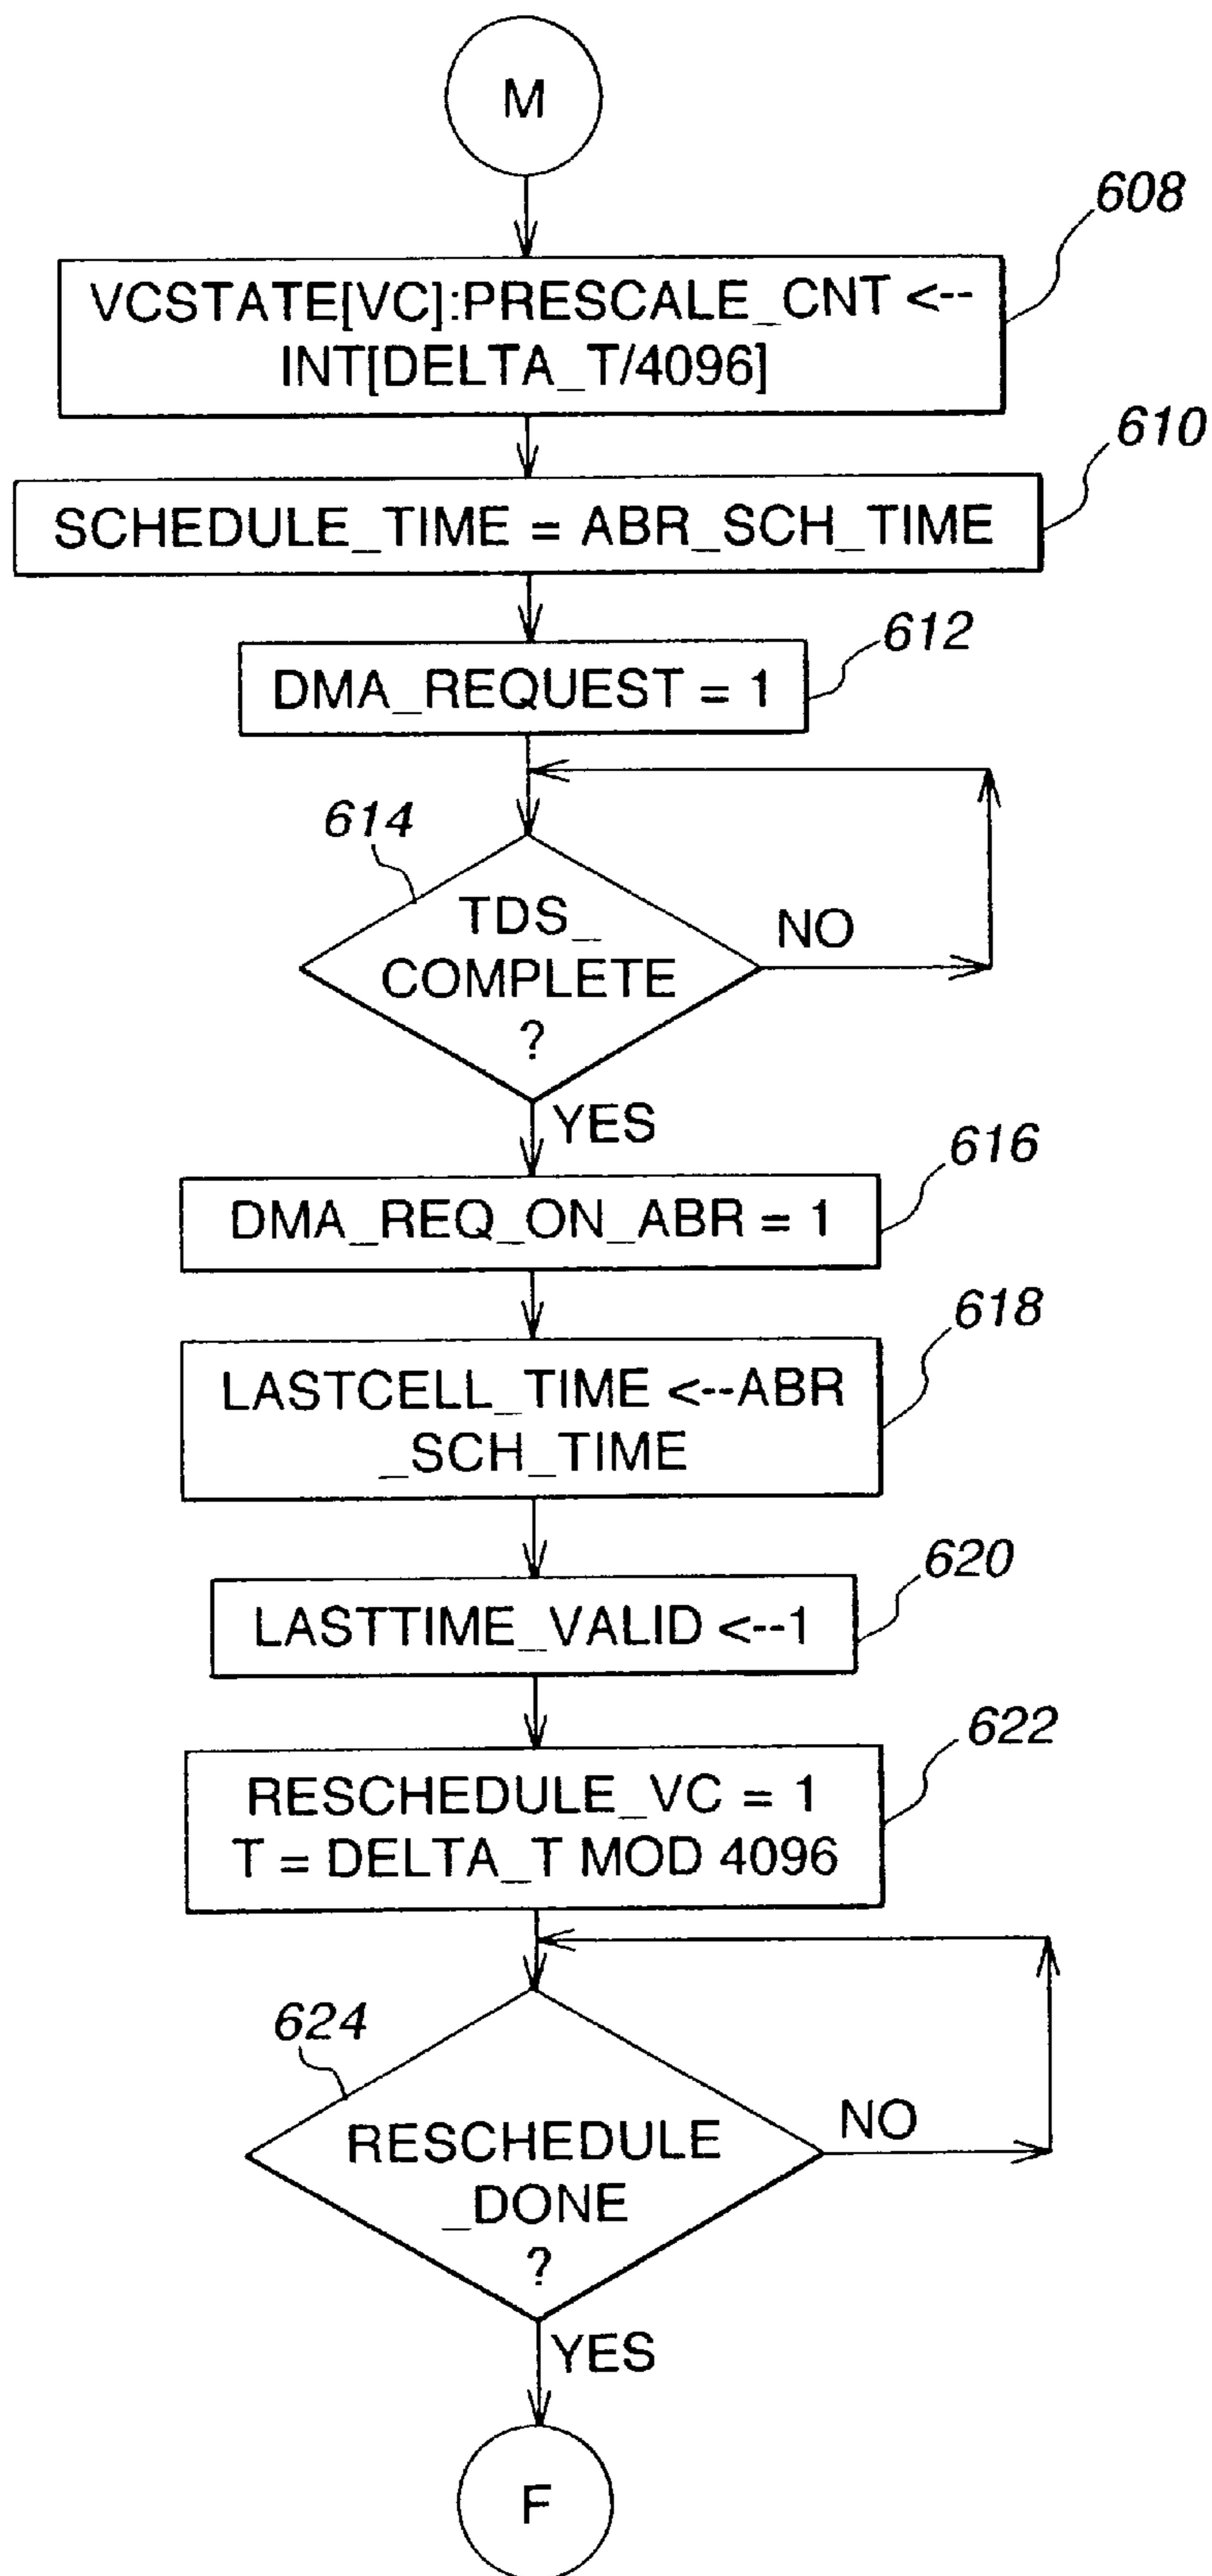 M
608
VCSTATE[VC]:PRESCALE_CNT <--
INT[DELTA_T/4096]
610
SCHEDULE_TIME = ABR_SCH_TIME
612
DMA_REQUEST = 1
614
TDS_
COMPLETE
?
NO
YES
616
DMA_REQ_ON_ABR = 1
618
LASTCELL_TIME <--ABR
_SCH_TIME
620
LASTTIME_VALID <--1
622
RESCHEDULE_VC = 1
T = DELTA_T MOD 4096
624
RESCHEDULE
_DONE
?
NO
YES
F